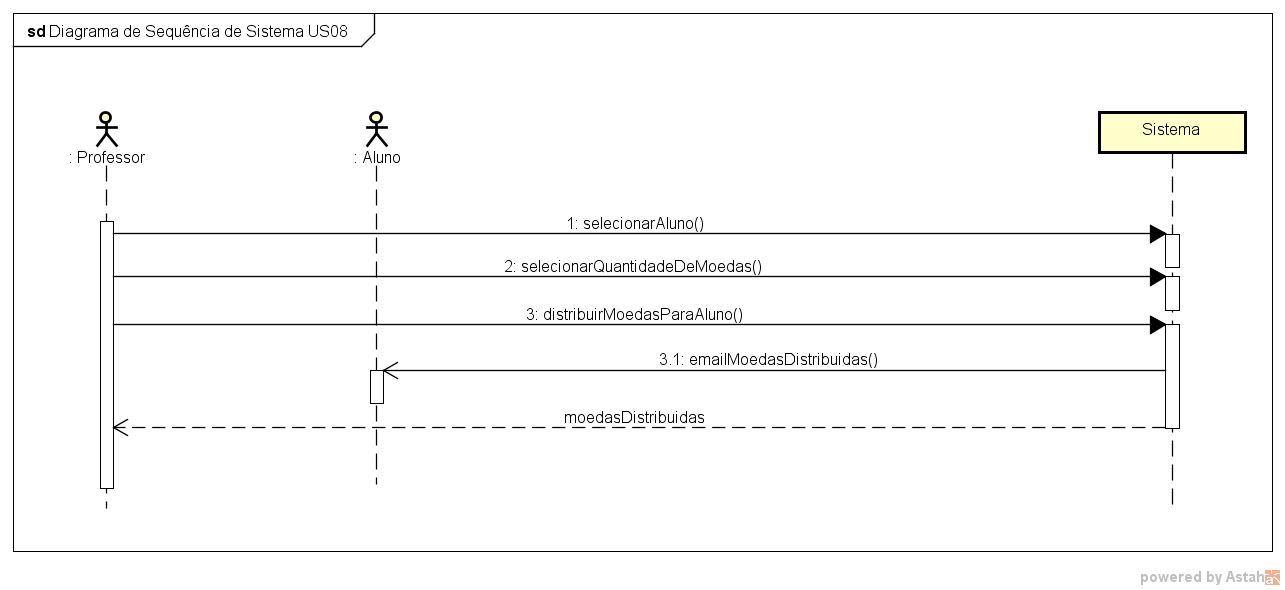 sd Diagrama de Sequência de Sistema US08
: Professor
: Aluno
Sistema
1: selecionarAluno()
2: selecionarQuantidadeDeMoedas()
3: distribuirMoedasParaAluno()
3.1: emailMoedasDistribuidas()
moedasDistribuidas
powered by Astah